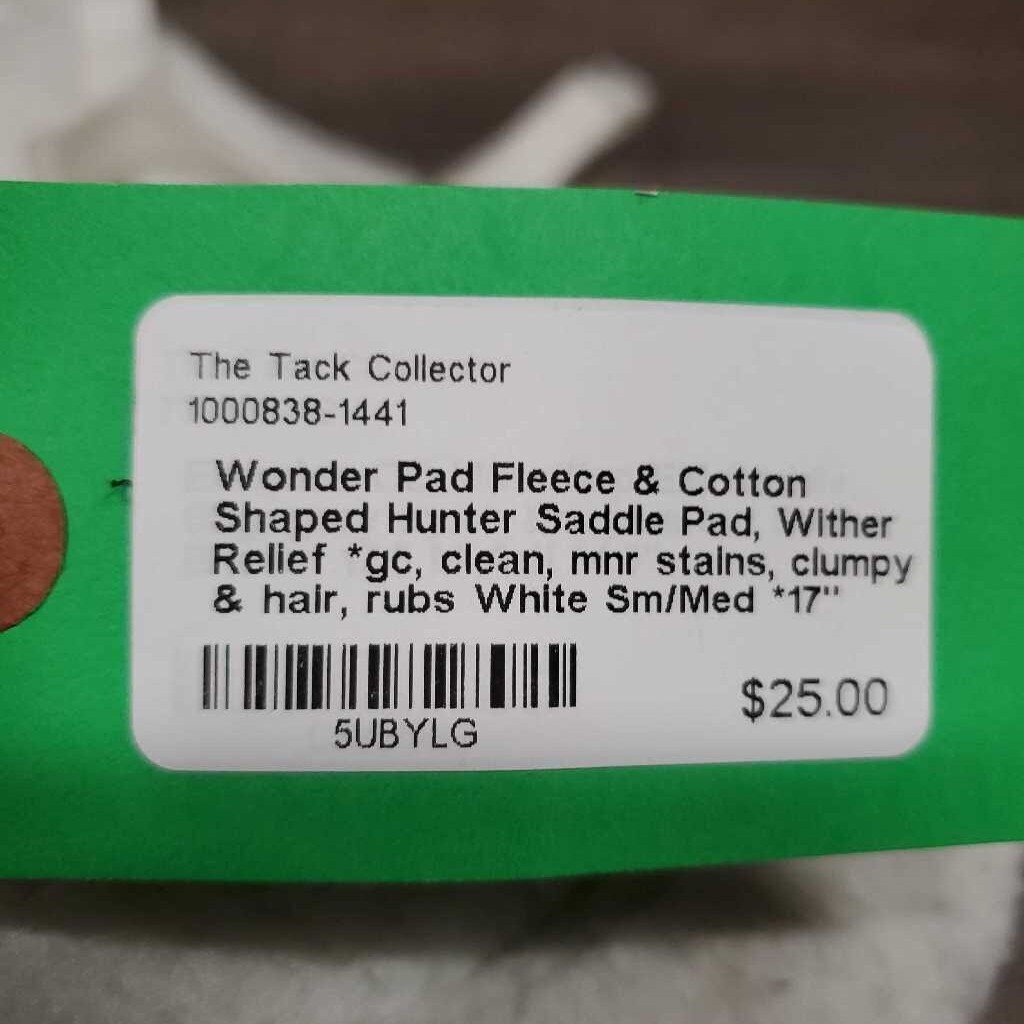 The Tack Collector
1000838-1441
Wonder Pad Fleece & Cotton
Shaped Hunter Saddle Pad, Wither
Relief *gc, clean, mnr stains, clumpy
& hair, rubs White Sm/Med *17"
$25.00
5UBYLG